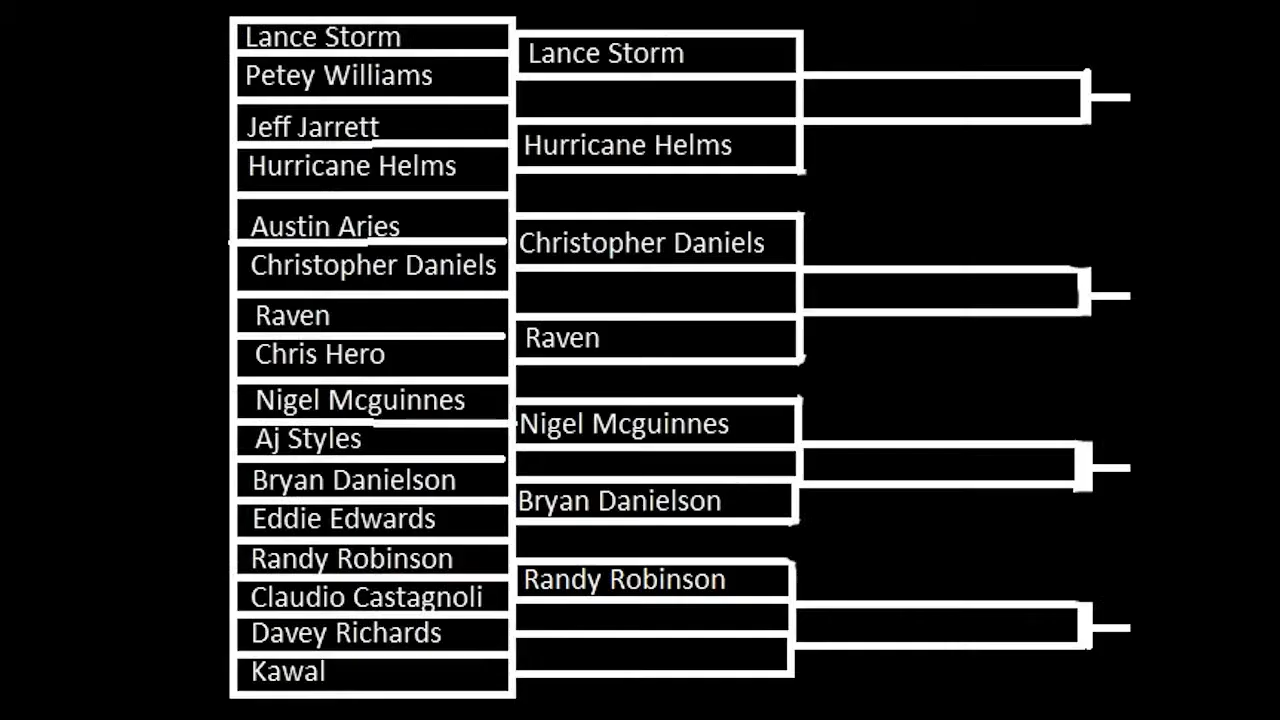 Lance Storm
Petey Williams
Jeff Jarrett
Hurricane Helms
Austin Aries
Christopher Daniels
Raven
Chris Hero
Nigel Mcguinnes
Aj Styles
Bryan Danielson
Eddie Edwards
Randy Robinson
Claudio Castagnoli
Davey Richards
Kawal
Lance Storm
Hurricane Helms
Christopher Daniels
Raven
Nigel Mcguinnes
Bryan Danielson
Randy Robinson